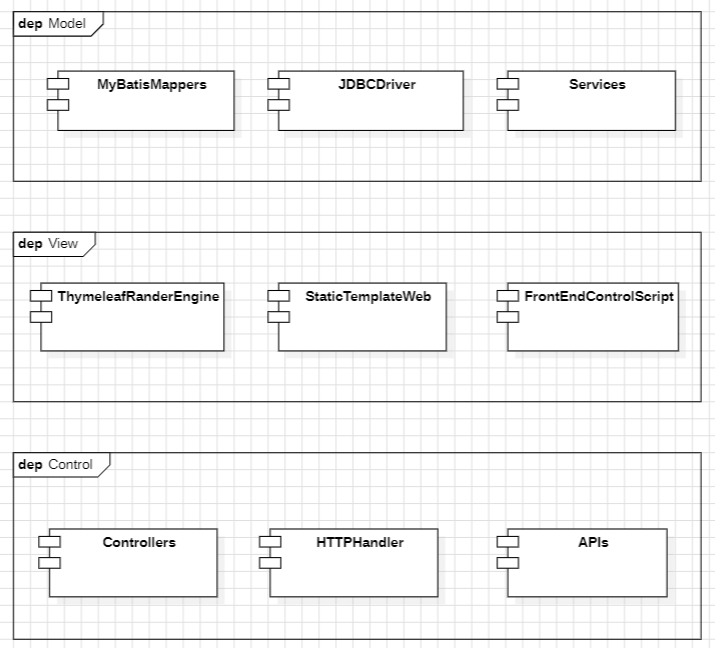 dep Model
MyBatisMappers
JDBCDriver
Services
dep View
ThymeleafRanderEngine
StaticTemplateWeb
FrontEndControlScript
dep Control
Controllers
HTTPHandler
APIs